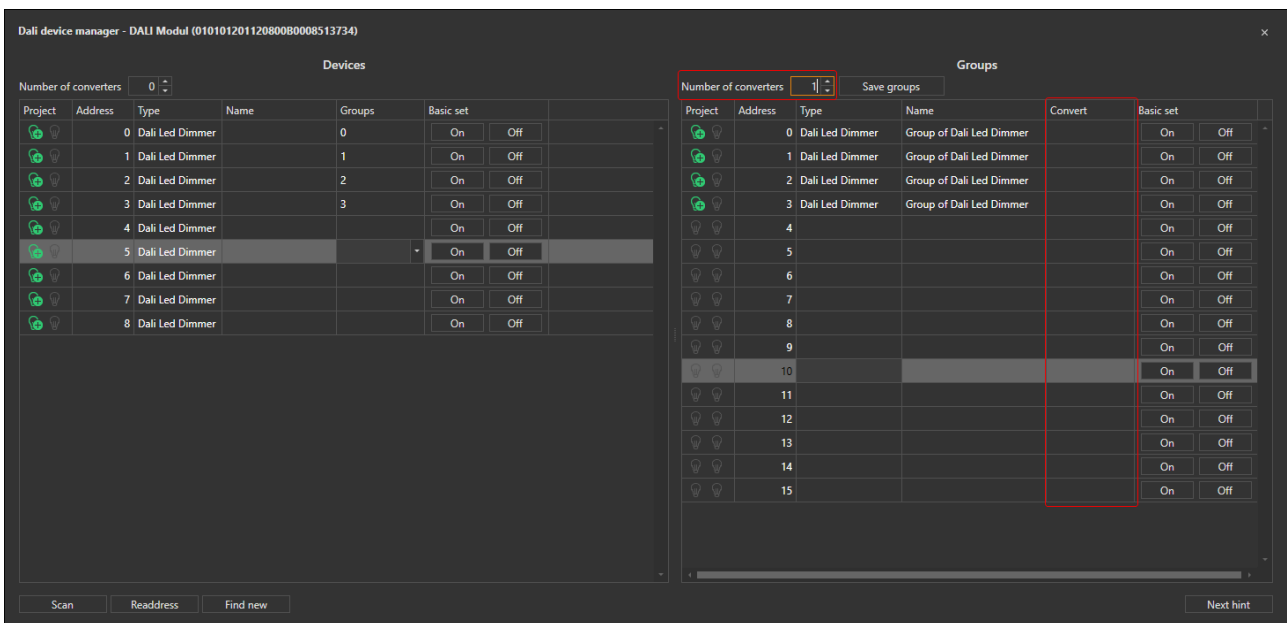 Dali device manager - DALI Modul (010101201120800B0008513734)
Devices
Number of converters 0
Project Address Type Name Groups Basic set
0 Dali Led Dimmer 0 On Off
1 Dali Led Dimmer 1 On Off
2 Dali Led Dimmer 2 On Off
3 Dali Led Dimmer 3 On Off
4 Dali Led Dimmer On Off
5 Dali Led Dimmer On Off
6 Dali Led Dimmer On Off
7 Dali Led Dimmer On Off
8 Dali Led Dimmer On Off
Scan Readdress Find new
Groups
Number of converters 1 Save groups
Project Address Type Name Convert Basic set
0 Dali Led Dimmer Group of Dali Led Dimmer On Off
1 Dali Led Dimmer Group of Dali Led Dimmer On Off
2 Dali Led Dimmer Group of Dali Led Dimmer On Off
3 Dali Led Dimmer Group of Dali Led Dimmer On Off
4 On Off
5 On Off
6 On Off
7 On Off
8 On Off
9 On Off
10 On Off
11 On Off
12 On Off
13 On Off
14 On Off
15 On Off
Next hint